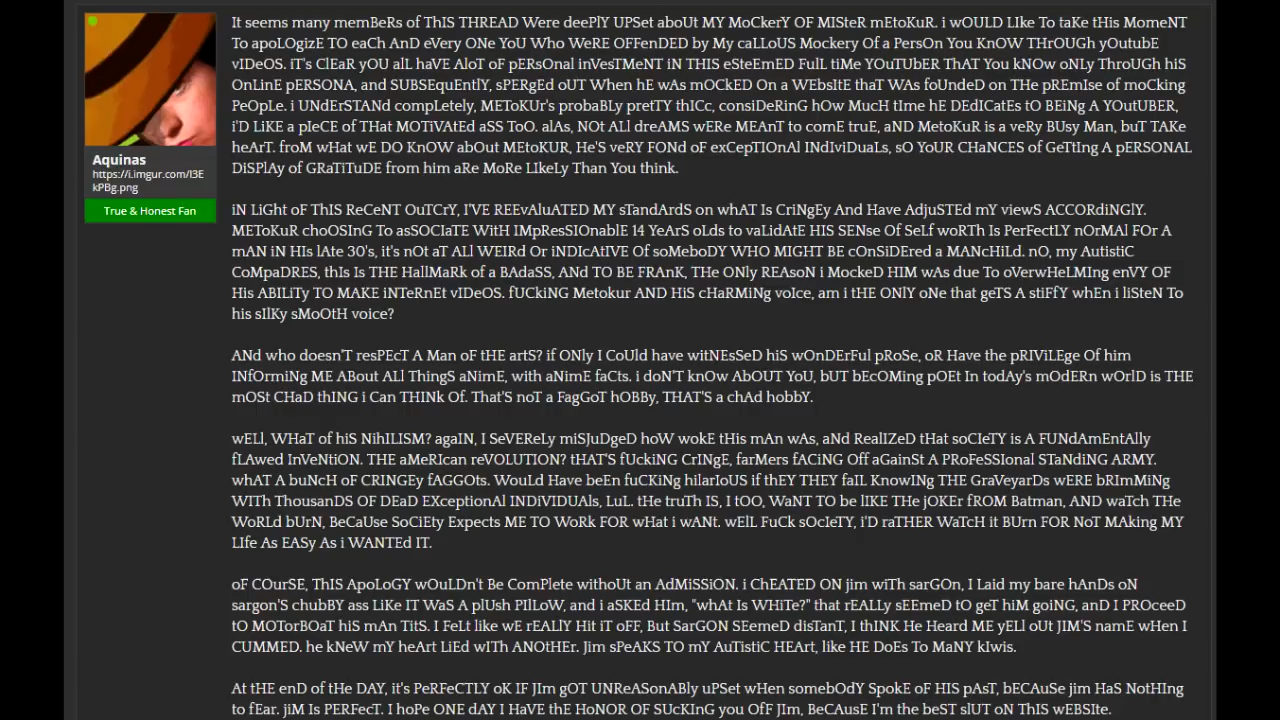 Aquinas
https://i.imgur.com/I3E
kPBg.png
True & Honest Fan
It seems many memBeRs of ThIS THREAD Were deePlY UPSet aboUt MY MoCkerY OF MISteR mEtoKuR. i wOULD LIke To taKe tHis MomeNT
To apoLOgizE TO eaCh AnD eVery ONe YoU Who WeRE OFFenDED by My caLLoUS Mockery Of a PersOn You KnOW THrOUGh yOutubE
vIDeOS. iT's ClEaR yOU alL haVE AloT oF pERsOnal inVesTMenT iN THIS eSteEmED FulL tiMe YOuTUbEr ThAT You kNOw oNLy ThroUGh hiS
OnLinE pERSONA, and SUBSEquEntLy, sPERgEd oUT When hE wAs mOCKED On a WEbsItE thaT WAs foUndeD on THe pREmIse of moCking
PeOpLe. i UNdErSTANd compLetely, METoKUr's probaBLy pretTY thICc, consiDeRinG hOw MucH tIme hE DEdICatEs tO BEiNg A YOutUBER,
i'D LiKE a pIeCE of THat MOTiVAtEd aSS ToO. alAs, NOt ALl dreAMS wERe MEAnT to comE truE, aND MetoKuR is a veRy BUsy Man, buT TAKe
heArT. froM wHat wE DO KnOW abOut MEtoKUR, He'S veRY FONd oF exCepTIOnAl INdIviDuaLs, sO YoUR CHaNCES of GeTtIng A pERSONAL
DiSPlAy of GRaTiTuDE from him aRe MoRe LIkeLy Than You think.
iN LiGht oF ThIS ReCeNT OuTCrY, I'VE REEvAluATED MY sTandArdS on whAT Is CriNgEy And Have AdjuSTEd mY viewS ACCORdiNGlY.
METoKUr choOSIng To asSOCIaTE WitH ImpResSIOnablE 14 YeArS oLds to vaLidAtE HIS SENse Of SeLf woRTh Is PerFectLY nOrMAl FOr A
mAN iN HIs lAte 30's, it's nOt aT ALl WEIRd Or iNDIcAtIVE Of soMeboDY WHO MIGHT BE cOnSiDEred a MANcHiLd. nO, my AutistiC
CoMpaDRES, thIs Is THE HallMaRk of a BAdaSS, ANd TO BE FRAnK, THe ONly REAsoN i MockeD HIM wAs due To oVerwHeLMIng enVY OF
His ABILiTy TO MAKE iNTeRnEt vIDeOS. fUCkiNG Metokur AND HiS cHaRMiNg voIce, am i tHE ONlY oNe that geTS A stiFfY whEn i liSteN To
his sIlKy sMoOtH voice?
ANd who doesn'T resPEcT A Man oF tHE artS? if ONly I CoUld have witNEsSeD hiS wOnDErFul pRoSe, oR Have the pRIViLEge Of him
INfOrmiNg ME ABout ALl ThingS aNimE, with aNimE faCts. i doN'T knOw AbOUT YoU, bUT bEcOMing pOEt In todAy's mOdERn wOrlD is THE
mOSt CHaD thING i Can THINk Of. That'S noT a FagGoT hOBBy, THAT'S a chAd hobbY.
wELl, WHaT of hiS NihILISM? agaIN, I SeVEReLy miSJuDgeD hoW wokE tHis mAn wAs, aNd RealIZeD tHat soCIeTY is A FUNdAmEntAlly
fLAwed InVeNtiOn. THE aMeRIcan reVOLUTION? tHAT'S fUckiNG CrINgE, farMers fACiNG Off aGainSt A PRoFeSSIonal STaNdiNG ARMY.
whAT A buNcH oF CRINGEy fAGGOTs. WouLd Have beEn fuCKiNg hilarIoUS if thEY THEY faIL KnowINg THe GraVeyarDs wERE bRImMiNg
WITh ThousanDS OF DEaD EXceptionAl INDiVIDUAls, LuL. tHe truTh IS, I tOO, WaNT TO be lIKE THe jOKEr fROM Batman, AND waTch THe
WoRLd bUrN, BeCaUse SoCiEty Expects ME TO WoRk FOR wHat i wANt. wElL FuCk sOcIeTY, i'D raTHER WaTcH it BUrn FOR NoT MAking MY
LIfe As EASy As i WANTEd IT.
oF COurSE, ThIS ApoLoGY wOuLDn't Be ComPlete withoUt an AdMiSSiON. i ChEATED ON jim wiTh sarGOn, I Laid my bare hAnDs oN
sargon'S chubBY ass LiKe IT WaS A plUsh PIlLoW, and i aSKEd HIm, "whAt Is WHiTe?" that rEALLy sEEmeD tO geT hiM goiNG, anD I PROceeD
tO MOTorBOaT hiS mAn TitS. I FeLt like wE rEALlY Hit iT oFF, But SarGON SEemeD disTanT, I thINK He Heard ME yELl oUt JIM'S namE wHen I
CUMMED. he kNeW mY heArt LiEd wITh ANOtHEr. Jim sPeAKS TO mY AuTistiC HEArt, like HE DoEs To MaNY kIwis.
At tHE enD of tHe DAY, it's PeRFeCTLY oK IF JIm gOT UNReASonABly uPSet wHen somebOdY SpokE oF HIS pAsT, bECAuSe jim HaS NotHIng
to fEar. jiM Is PERFecT. I hoPe ONE dAY I HaVE thE HoNOR OF SUckINg you OfF JIm, BeCAusE I'm the beST slUT oN ThIS wEBSIte.